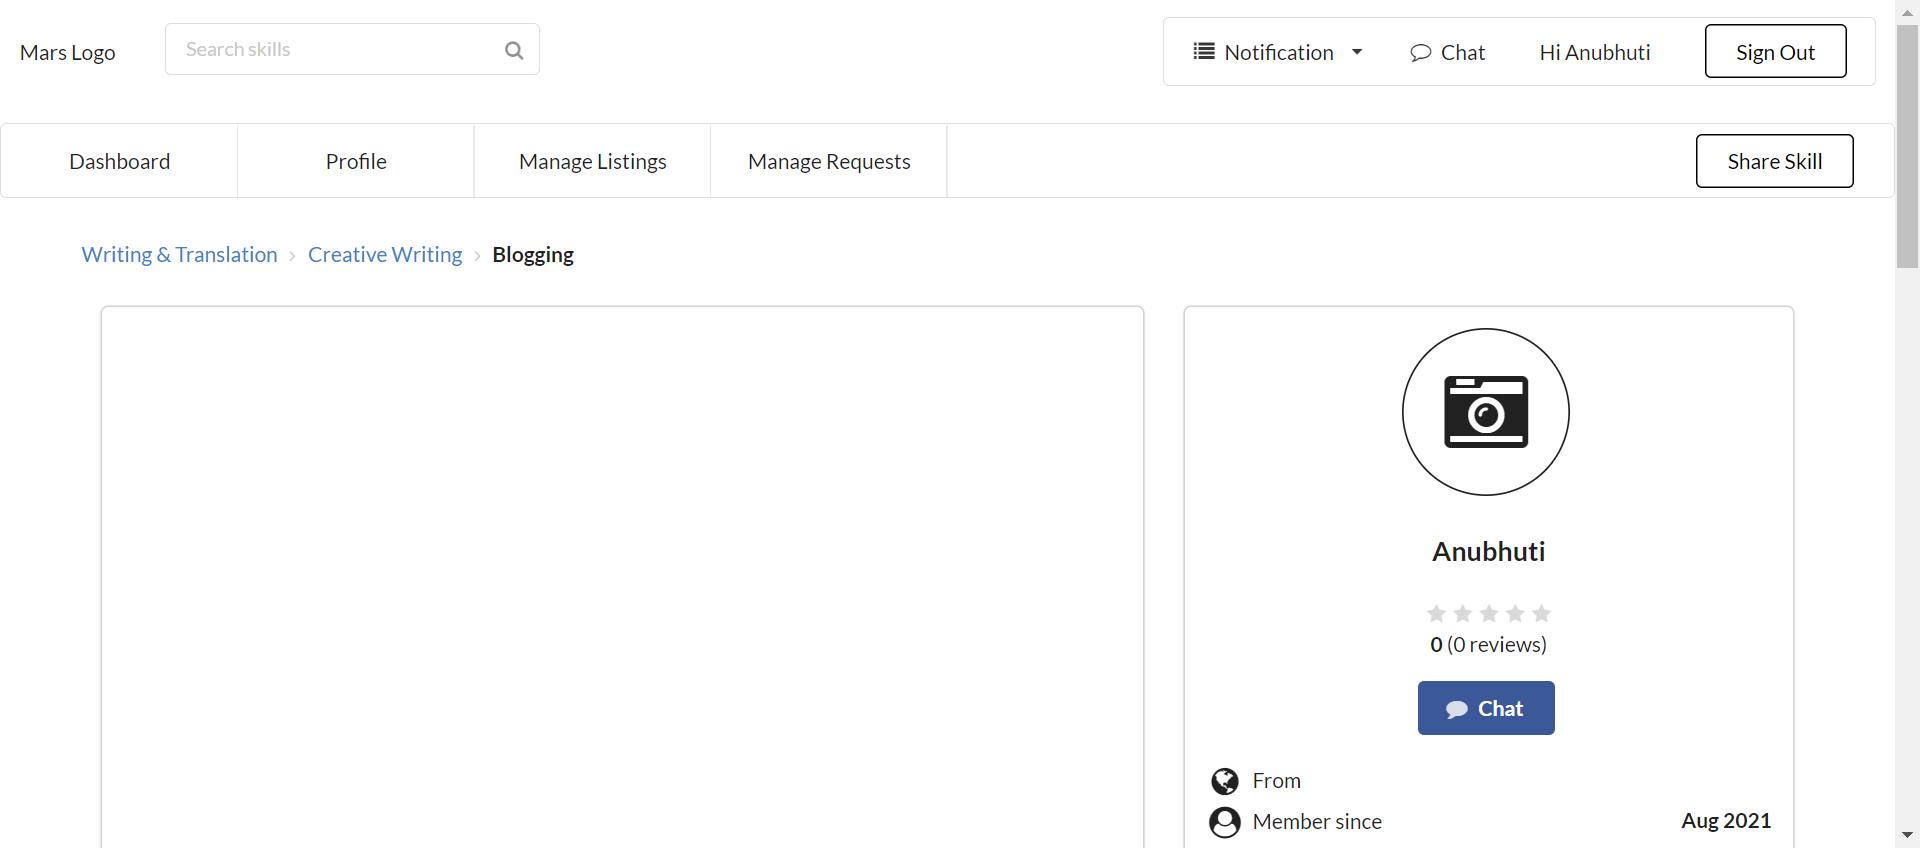 Mars Logo
Search skills
Notification
Chat
Hi Anubhuti
Sign Out
Dashboard
Profile
Manage Listings
Manage Requests
Share Skill
Writing & Translation › Creative Writing › Blogging
Anubhuti
0 (0 reviews)
Chat
From
Member since Aug 2021